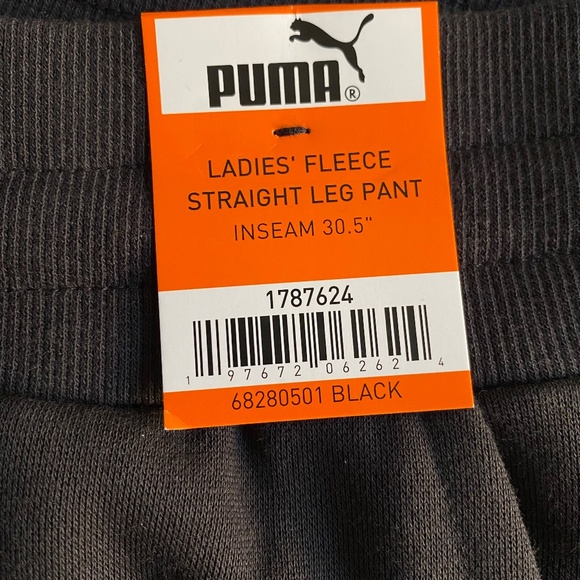 PUMA®
LADIES' FLEECE
STRAIGHT LEG PANT
INSEAM 30.5"
1787624
1 97672 06262 4
68280501 BLACK